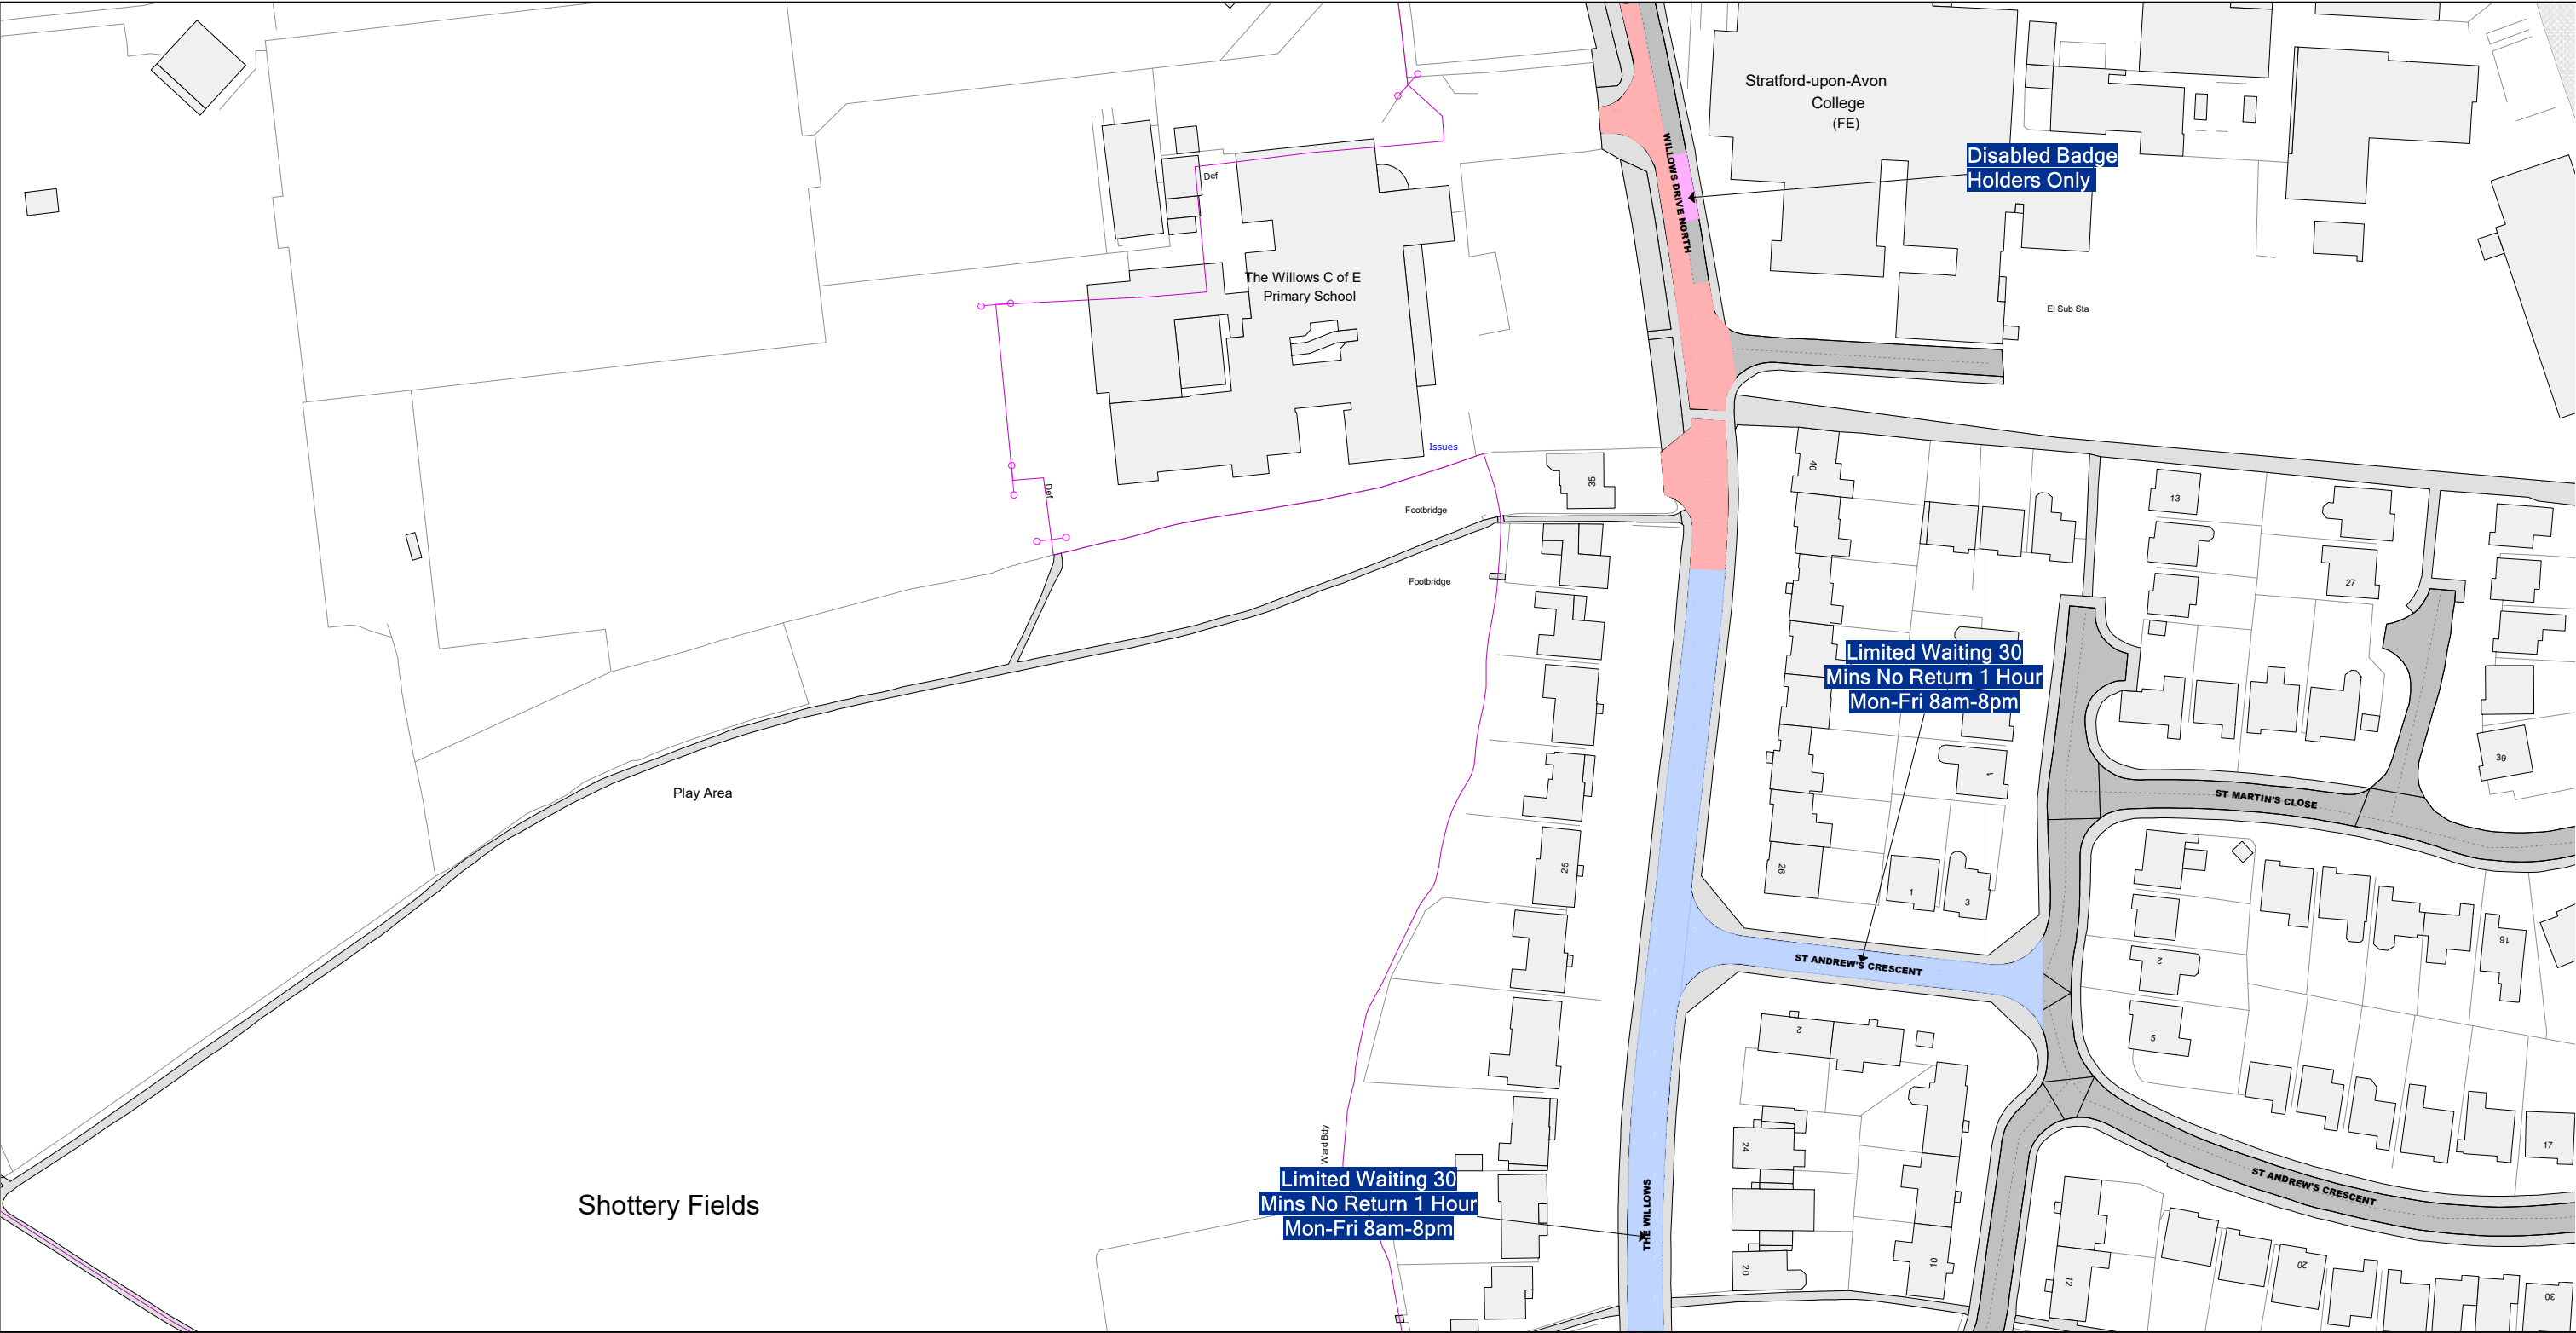 Stratford-upon-Avon
College
(FE)
WILLOWS DRIVE NORTH
Disabled Badge
Holders Only
Def
The Willows C of E
Primary School
El Sub Sta
Issues
Def
35
40
13
Footbridge
27
Footbridge
Limited Waiting 30
Mins No Return 1 Hour
Mon-Fri 8am-8pm
39
1
Play Area
ST MARTIN'S CLOSE
25
26
1
3
16
2
ST ANDREW'S CRESCENT
2
5
24
17
Ward Bdy
Limited Waiting 30
Mins No Return 1 Hour
Mon-Fri 8am-8pm
Shottery Fields
THE WILLOWS
ST ANDREW'S CRESCENT
20
10
12
20
30